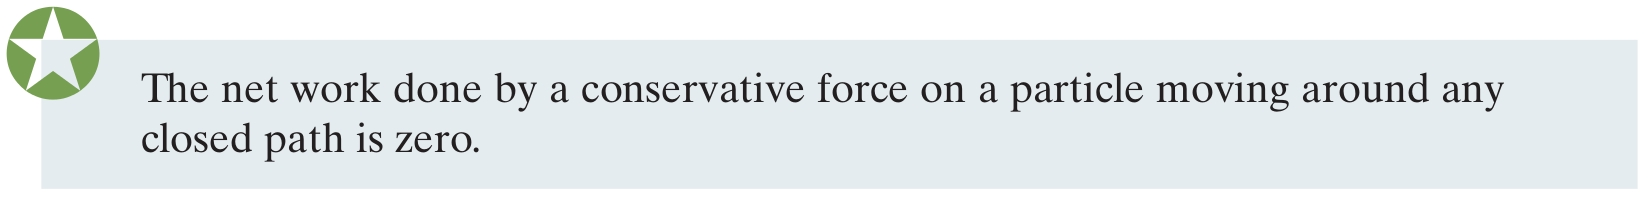 The net work done by a conservative force on a particle moving around any
closed path is zero.